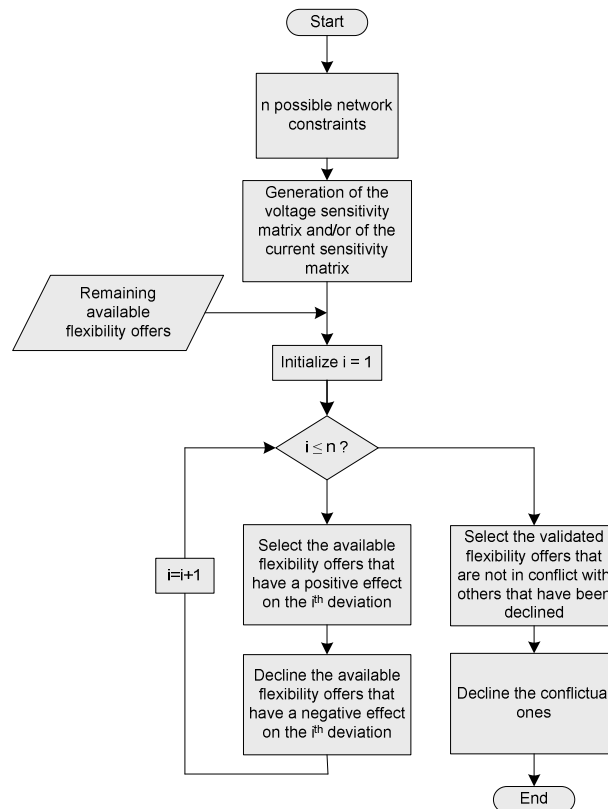 Start
n possible network
constraints
Generation of the
voltage sensitivity
matrix and/or of the
current sensitivity
matrix
Remaining
available
flexibility offers
Initialize i = 1
i ≤ n ?
i=i+1
Select the available
flexibility offers that
have a positive effect
on the iᵗʰ deviation
Decline the available
flexibility offers that
have a negative effect
on the iᵗʰ deviation
Select the validated
flexibility offers that
are not in conflict with
others that have been
declined
Decline the conflictua
ones
End